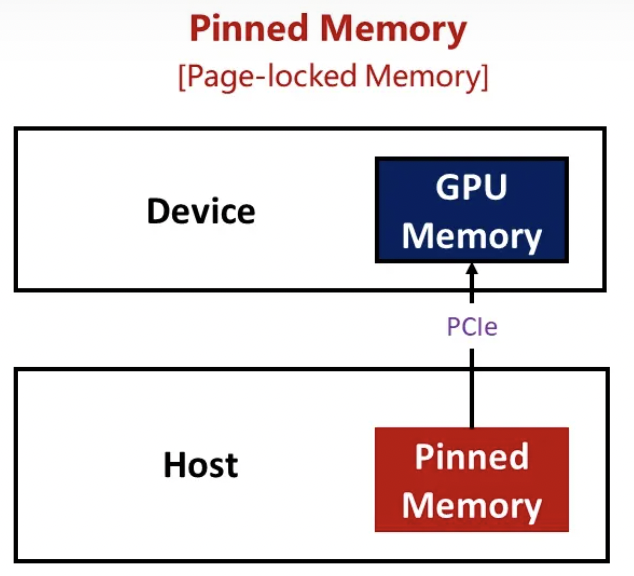 Pinned Memory
[Page-locked Memory]
Device
GPU
Memory
PCIe
Host
Pinned
Memory